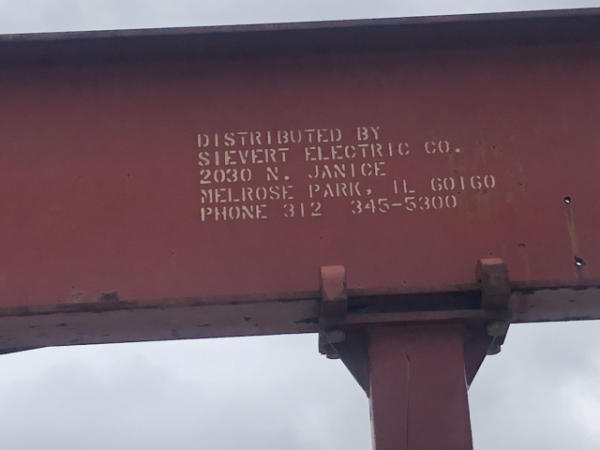 DISTRIBUTED BY
SIEVERT ELECTRIC CO.
2030 N. JANICE
MELROSE PARK, IL 60160
PHONE 312 345-5300